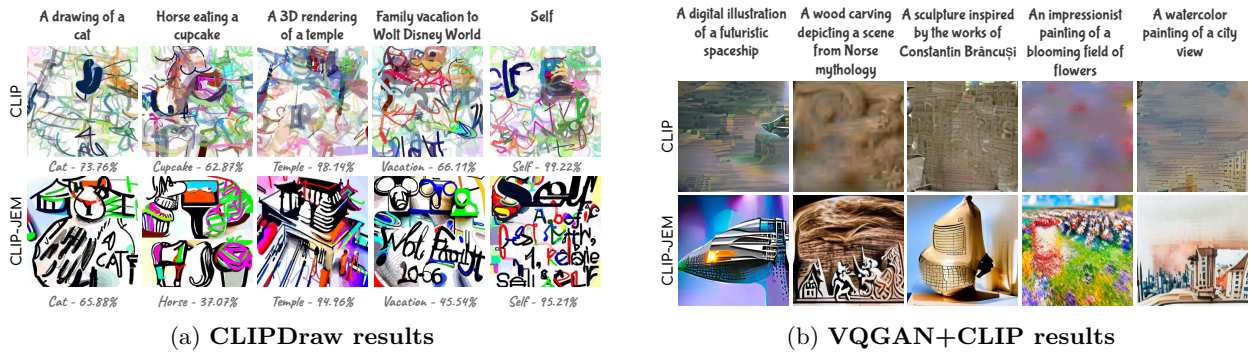 A drawing of a
cat
Horse eating a
cupcake
A 3D rendering
of a temple
Family vacation to
Walt Disney World
Self
CLIP
Cat - 73.76%
Cupcake - 62.87%
Temple - 98.14%
Vacation - 66.11%
Self - 99.22%
CLIP-JEM
A
CAT
Self
Cat - 65.88%
Horse - 37.07%
Temple - 94.96%
Vacation - 45.54%
Self - 95.21%
(a) CLIPDraw results
A digital illustration
of a futuristic
spaceship
A wood carving
depicting a scene
from Norse
mythology
A sculpture inspired
by the works of
Constantin Brâncuși
An impressionist
painting of a
blooming field of
flowers
A watercolor
painting of a city
view
CLIP
CLIP-JEM
(b) VQGAN+CLIP results